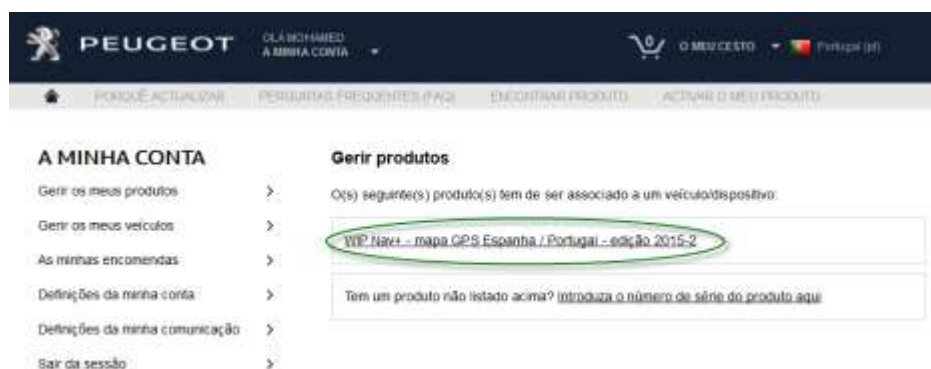 PEUGEOT
OLÁ MOHAMED
A MINHA CONTA
0
O MEU CESTO
Portugal (pt)
PORQUÊ ACTUALIZAR
PERGUNTAS FREQUENTES (FAQ)
ENCONTRAR PRODUTO
ACTIVAR O MEU PRODUTO
A MINHA CONTA
Gerir os meus produtos
Gerir os meus veículos
As minhas encomendas
Definições da minha conta
Definições da minha comunicação
Sair da sessão
Gerir produtos
O(s) seguinte(s) produto(s) tem de ser associado a um veículo/dispositivo:
WIP Nav+ - mapa GPS Espanha / Portugal - edição 2015-2
Tem um produto não listado acima? Introduza o número de série do produto aqui